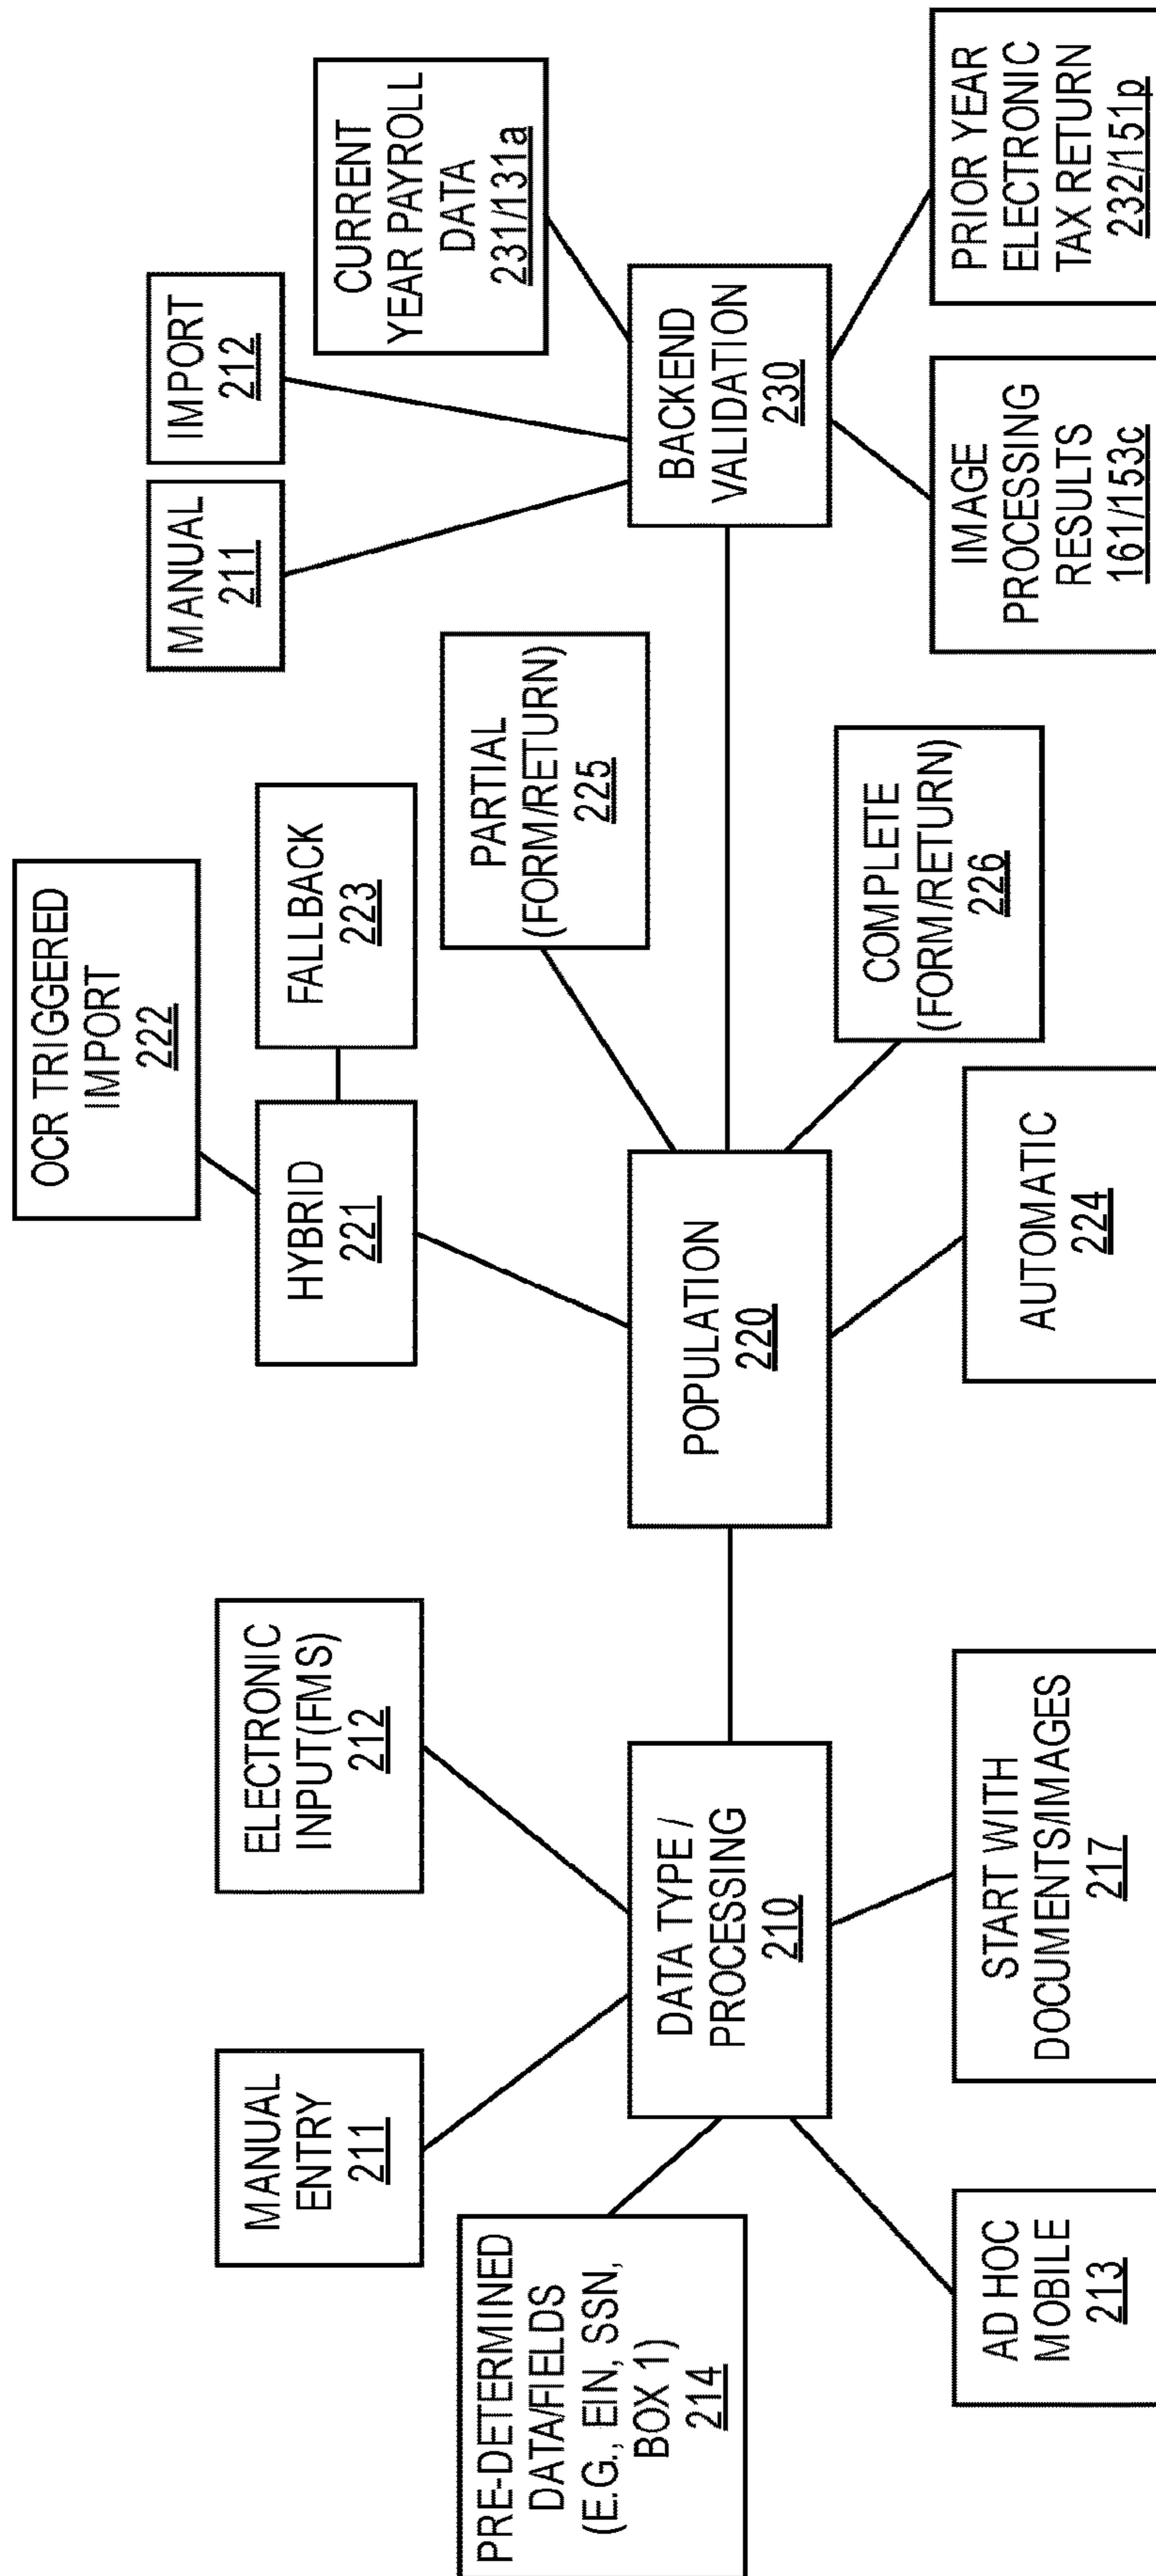 PRE-DETERMINED
DATA/FIELDS
(E.G., EIN, SSN,
BOX 1)
214
MANUAL
ENTRY
211
ELECTRONIC
INPUT(FMS)
212
DATA TYPE /
PROCESSING
210
AD HOC
MOBILE
213
START WITH
DOCUMENTS/IMAGES
217
OCR TRIGGERED
IMPORT
222
HYBRID
221
FALLBACK
223
PARTIAL
(FORM/RETURN)
225
POPULATION
220
COMPLETE
(FORM/RETURN)
226
AUTOMATIC
224
MANUAL
211
IMPORT
212
CURRENT
YEAR PAYROLL
DATA
231/131a
BACKEND
VALIDATION
230
IMAGE
PROCESSING
RESULTS
161/153c
PRIOR YEAR
ELECTRONIC
TAX RETURN
232/151p